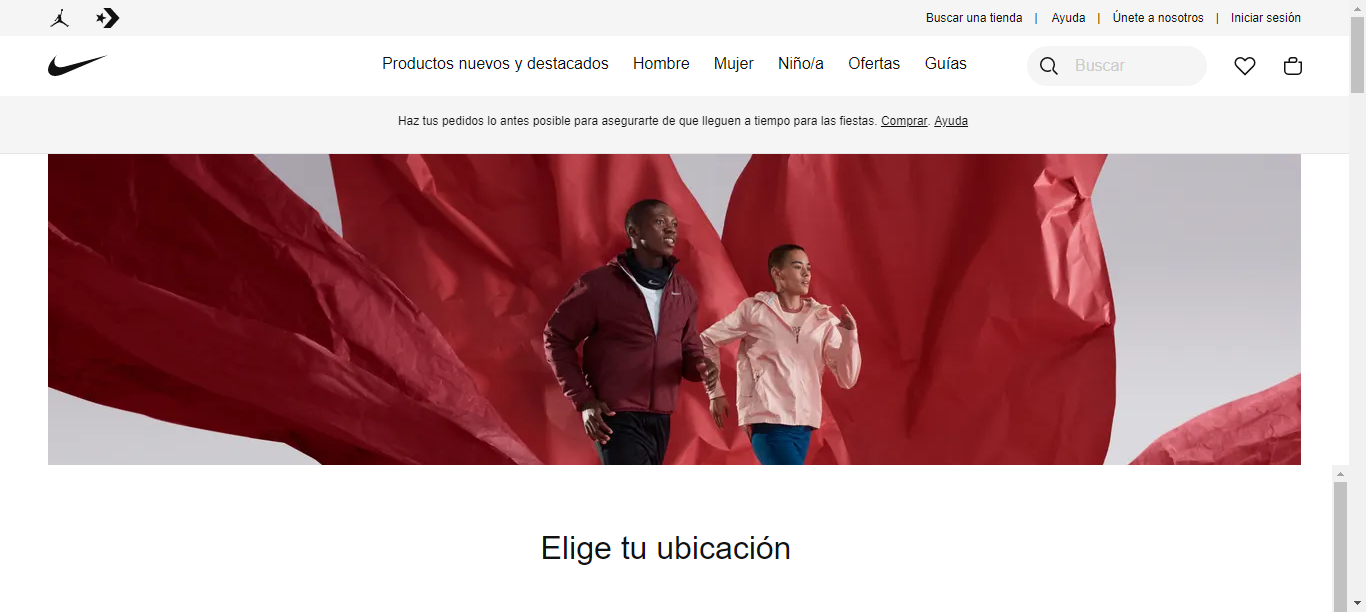 Buscar una tienda | Ayuda | Únete a nosotros | Iniciar sesión
Productos nuevos y destacados Hombre Mujer Niño/a Ofertas Guías Buscar
Haz tus pedidos lo antes posible para asegurarte de que lleguen a tiempo para las fiestas. Comprar. Ayuda
Elige tu ubicación